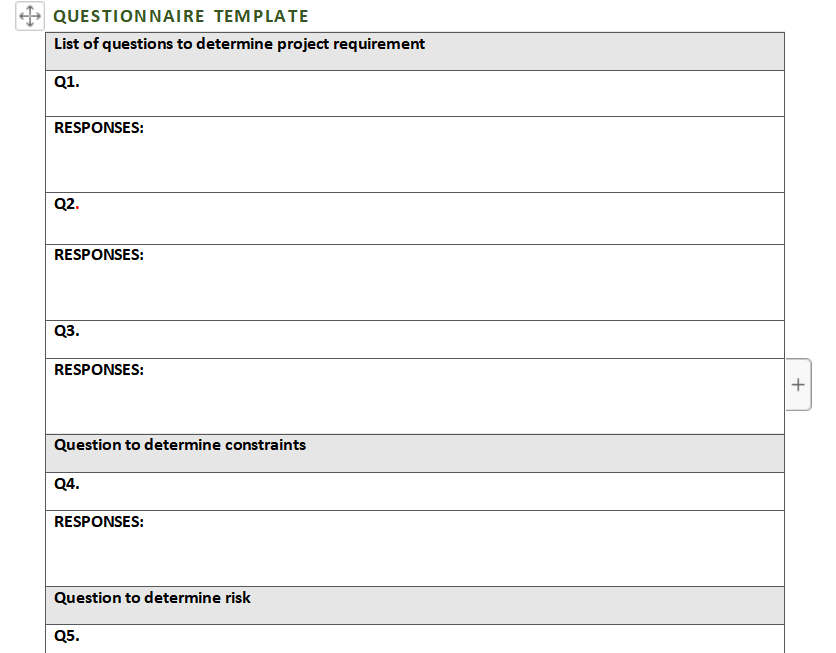 QUESTIONNAIRE TEMPLATE
List of questions to determine project requirement
Q1.
RESPONSES:
Q2.
RESPONSES:
Q3.
RESPONSES:
Question to determine constraints
Q4.
RESPONSES:
Question to determine risk
Q5.